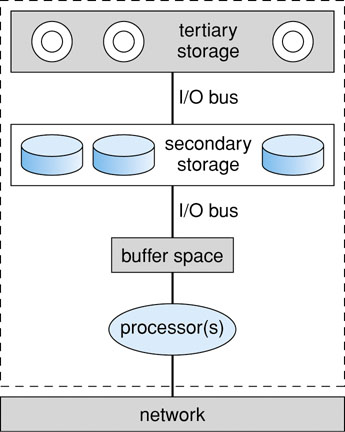 tertiary
storage
I/O bus
secondary
storage
I/O bus
buffer space
processor(s)
network